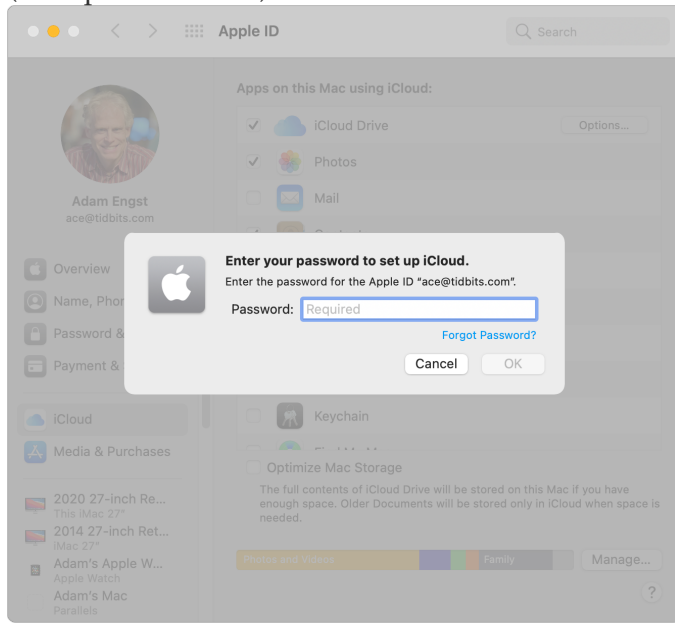 Apple ID
Search
Apps on this Mac using iCloud:
iCloud Drive
Options...
Photos
Mail
Adam Engst
ace@tidbits.com
Enter your password to set up iCloud.
Enter the password for the Apple ID "ace@tidbits.com".
Password: Required
Forgot Password?
Cancel OK
Overview
Name, Phon
Password &
Payment &
iCloud
Media & Purchases
2020 27-inch Re...
This iMac 27"
2014 27-inch Ret...
iMac 27"
Adam's Apple W...
Apple Watch
Adam's Mac
Parallels
Keychain
Optimize Mac Storage
The full contents of iCloud Drive will be stored on this Mac if you have
enough space. Older Documents will be stored only in iCloud when space is
needed.
Photos and Videos
Family
Manage...
?